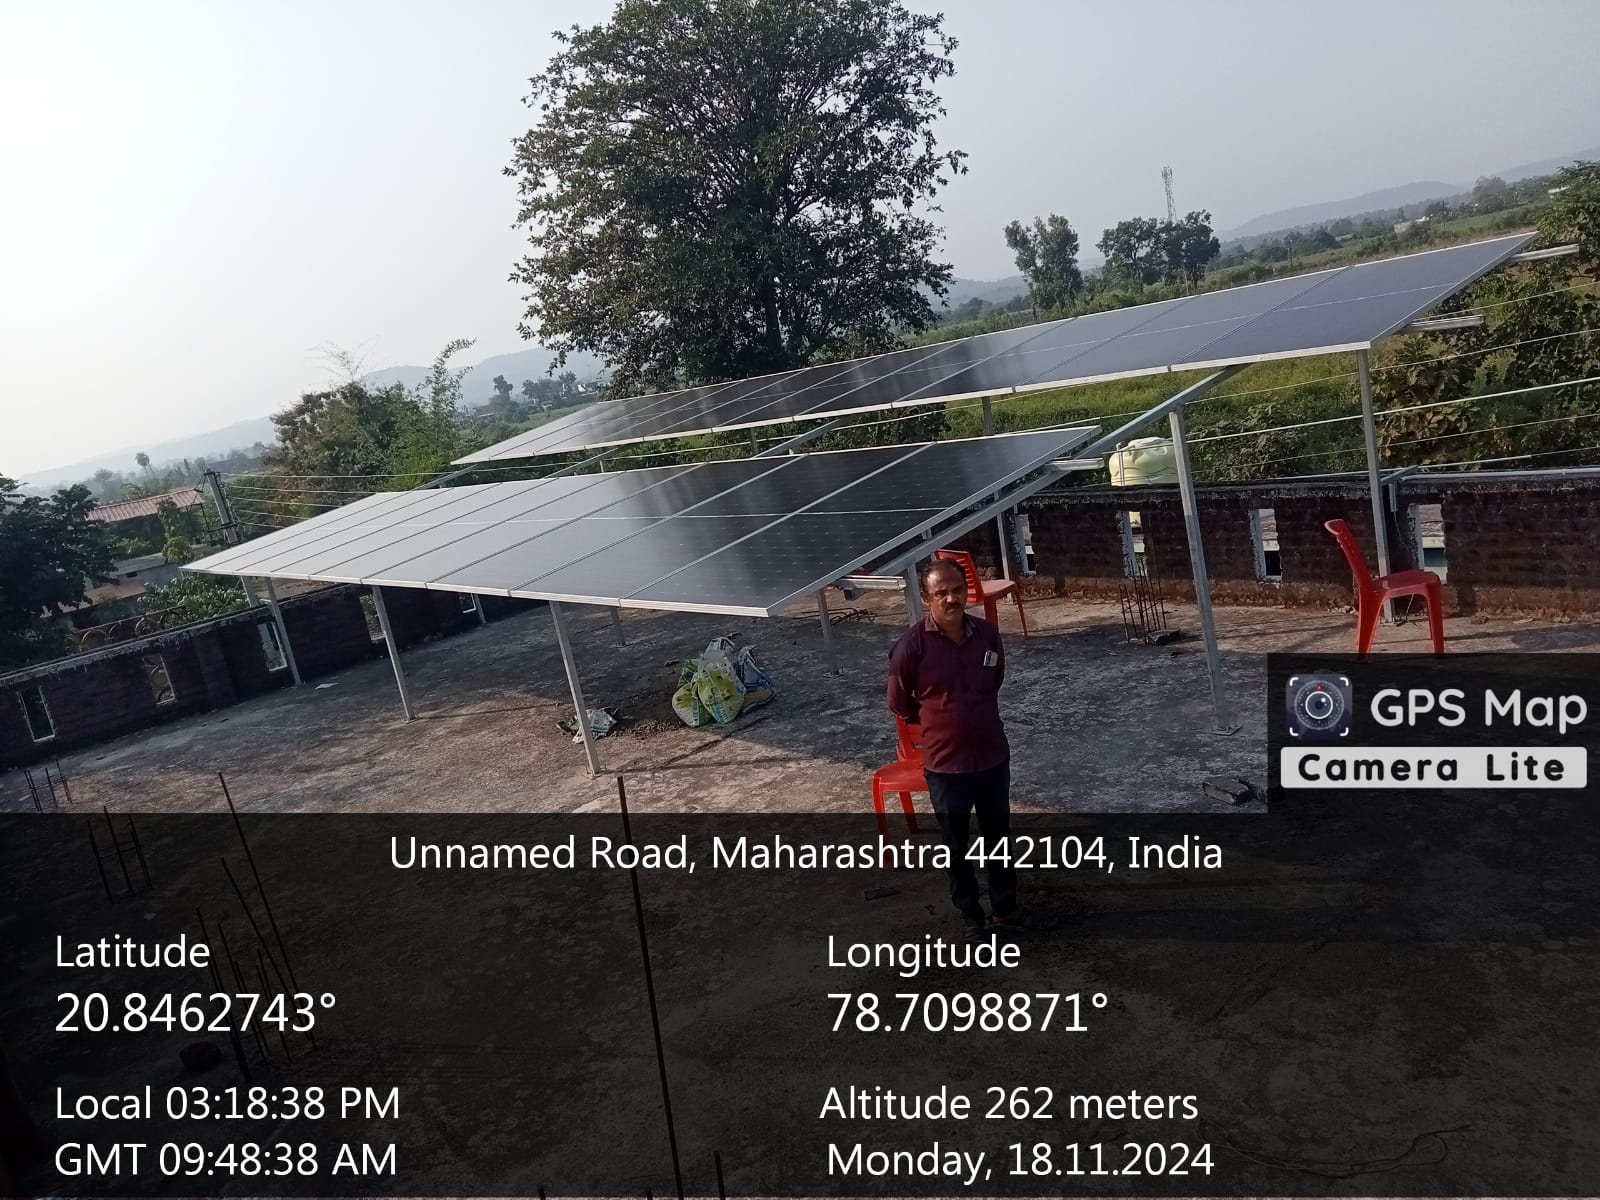 GPS Map
Camera Lite
Unnamed Road, Maharashtra 442104, India
Latitude
20.8462743°
Longitude
78.7098871°
Local 03:18:38 PM
GMT 09:48:38 AM
Altitude 262 meters
Monday, 18.11.2024